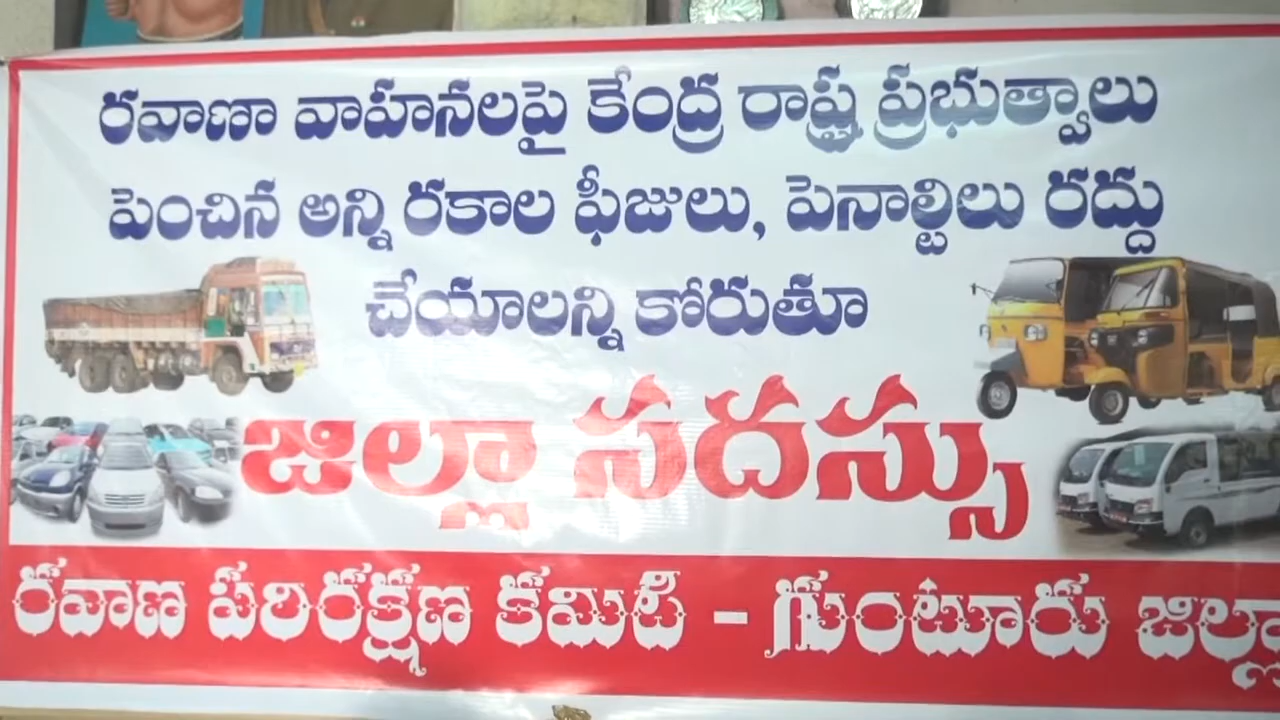 రవాణా వాహనలపై కేంద్ర రాష్ట్ర ప్రభుత్వాలు
పెంచిన అన్ని రకాల ఫీజులు, పెనాల్టిలు రద్దు
చేయాలన్ని కోరుతూ
జిల్లా సదస్సు
రవాణ పరిరక్షణ కమిటి - గుంటూరు జిల్లా